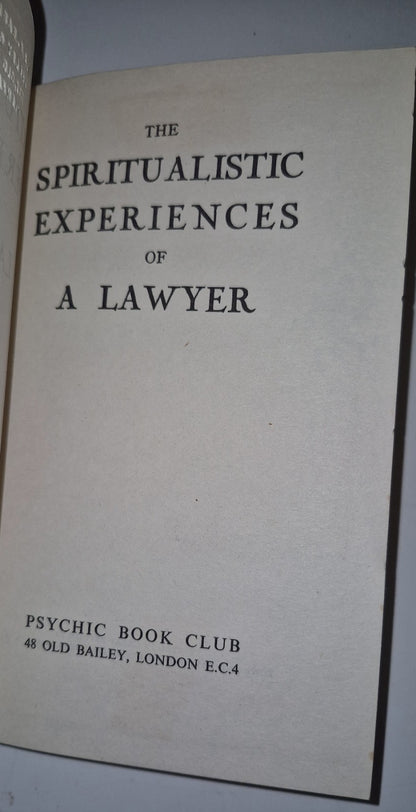 THE
SPIRITUALISTIC
EXPERIENCES
OF
A LAWYER
PSYCHIC BOOK CLUB
48 OLD BAILEY, LONDON E.C.4